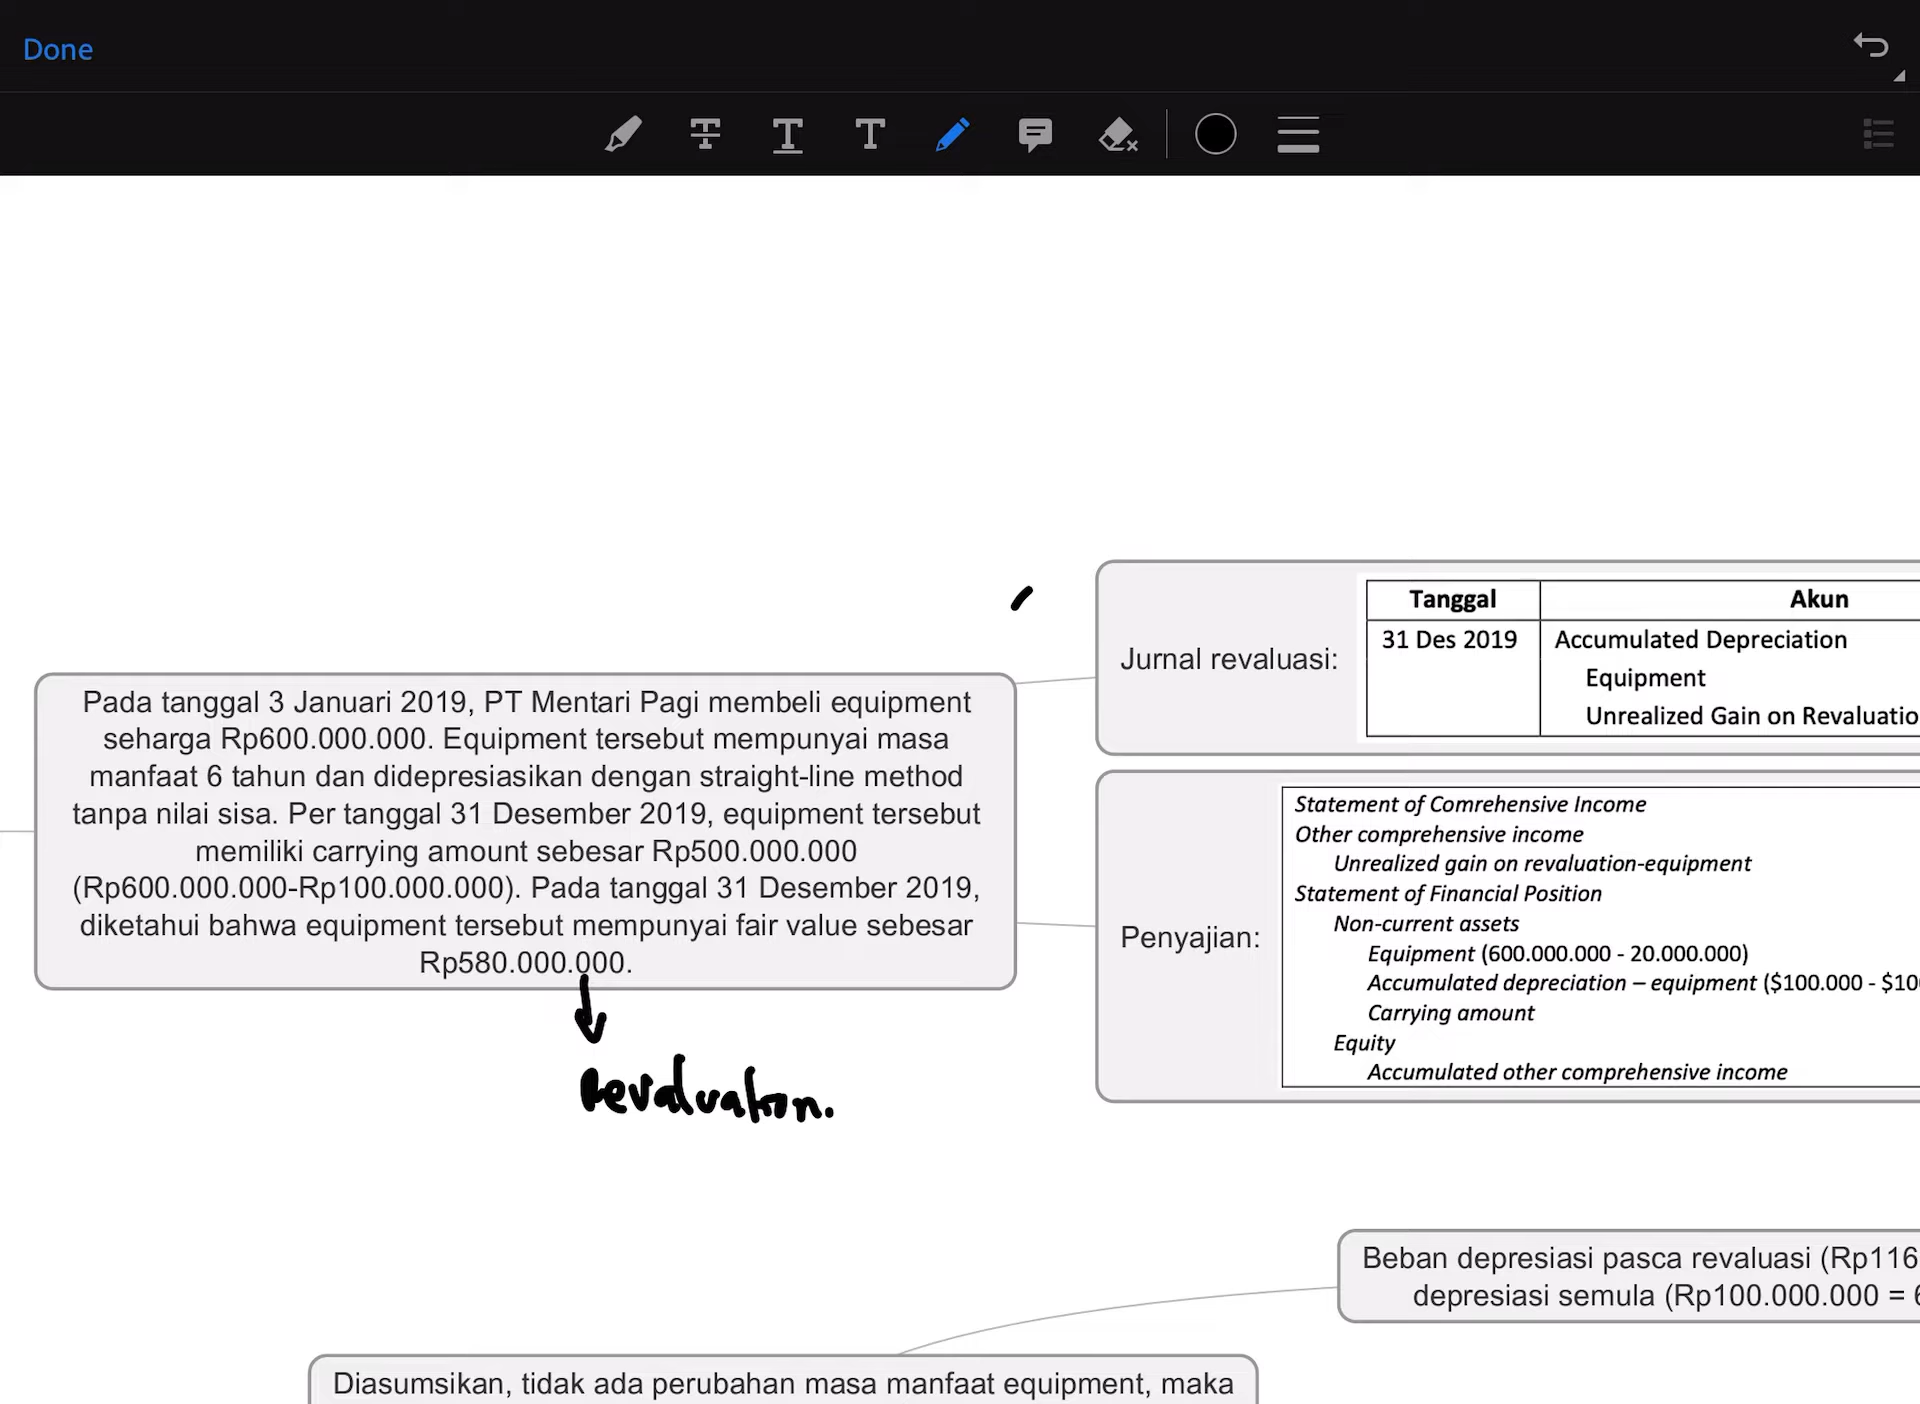 Done
Jurnal revaluasi:
Tanggal
Akun
31 Des 2019
Accumulated Depreciation
Equipment
Unrealized Gain on Revaluatio
Pada tanggal 3 Januari 2019, PT Mentari Pagi membeli equipment
seharga Rp600.000.000. Equipment tersebut mempunyai masa
manfaat 6 tahun dan didepresiasikan dengan straight-line method
tanpa nilai sisa. Per tanggal 31 Desember 2019, equipment tersebut
memiliki carrying amount sebesar Rp500.000.000
(Rp600.000.000-Rp100.000.000). Pada tanggal 31 Desember 2019,
diketahui bahwa equipment tersebut mempunyai fair value sebesar
Rp580.000.000.
Revaluation.
Penyajian:
Statement of Comrehensive Income
Other comprehensive income
Unrealized gain on revaluation-equipment
Statement of Financial Position
Non-current assets
Equipment (600.000.000 - 20.000.000)
Accumulated depreciation – equipment ($100.000 - $10
Carrying amount
Equity
Accumulated other comprehensive income
Beban depresiasi pasca revaluasi (Rp116
depresiasi semula (Rp100.000.000 = 6
Diasumsikan, tidak ada perubahan masa manfaat equipment, maka